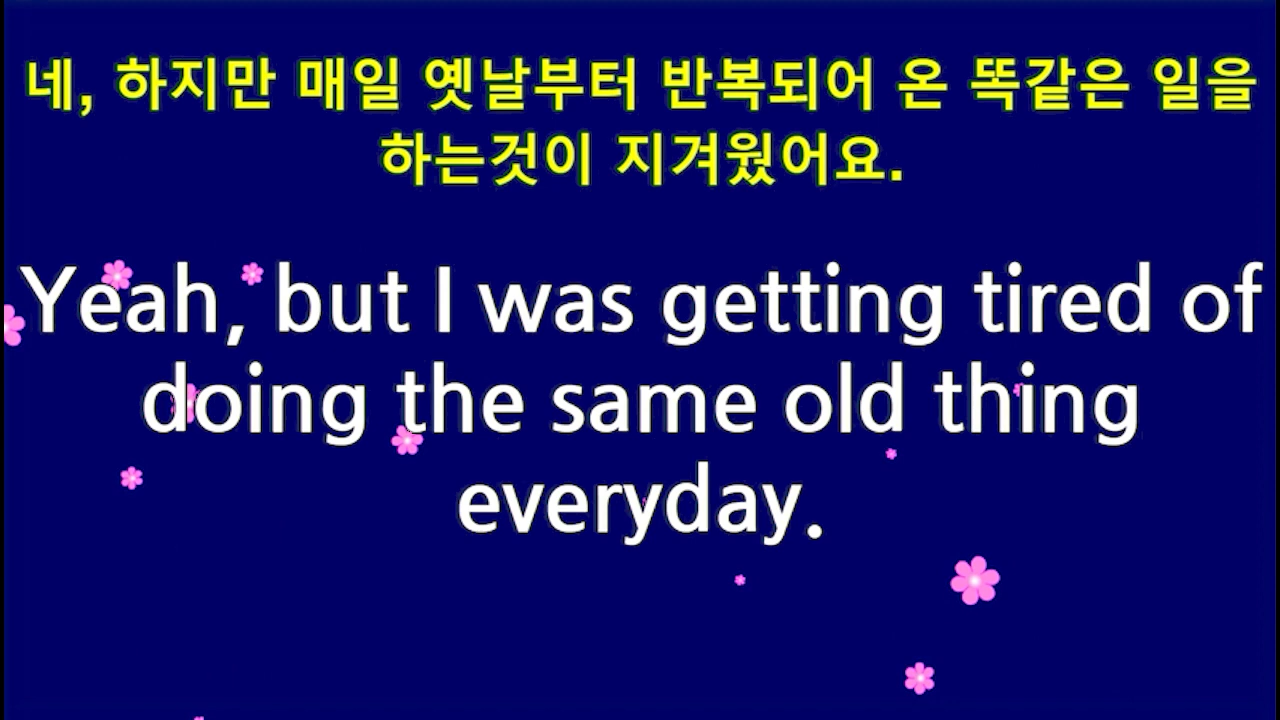 네, 하지만 매일 옛날부터 반복되어 온 똑같은 일을
하는것이 지겨웠어요.
Yeah, but I was getting tired of
doing the same old thing
everyday.